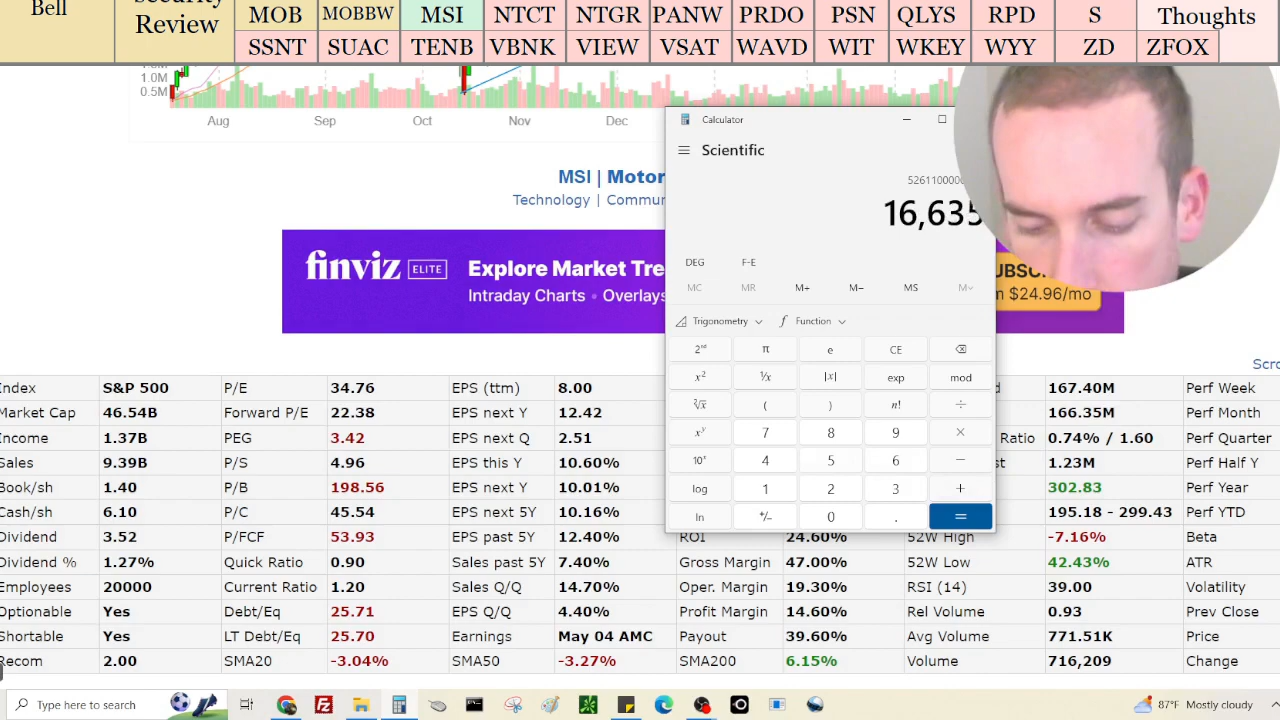 Bell
Security
Review
MOB
MOBBW
MSI
NTCT
NTGR
PANW
PRDO
PSN
QLYS
RPD
S
Thoughts
SSNT
SUAC
TENB
VBNK
VIEW
VSAT
WAVD
WIT
WKEY
WYY
ZD
ZFOX
1.0M
0.5M
Aug
Sep
Oct
Nov
Dec
MSI | Motor
Technology | Commu
finviz ELITE
Explore Market Tre
Intraday Charts • Overlays
SUBSC
m $24.96/mo
Calculator
Scientific
5261100000
16,635
DEG F-E
MC MR M+ M− MS M˅
Trigonometry
Function
2ⁿᵈ π e CE
x² ⅟x |x| exp mod
²√x ( ) n! ÷
xʸ 7 8 9 ×
10ˣ 4 5 6 −
log 1 2 3 +
ln +/− 0 . =
Scro
Index S&P 500 P/E 34.76 EPS (ttm) 8.00 d 167.40M Perf Week
Market Cap 46.54B Forward P/E 22.38 EPS next Y 12.42 166.35M Perf Month
Income 1.37B PEG 3.42 EPS next Q 2.51 Ratio 0.74% / 1.60 Perf Quarter
Sales 9.39B P/S 4.96 EPS this Y 10.60% st 1.23M Perf Half Y
Book/sh 1.40 P/B 198.56 EPS next Y 10.01% 302.83 Perf Year
Cash/sh 6.10 P/C 45.54 EPS next 5Y 10.16% 195.18 - 299.43 Perf YTD
Dividend 3.52 P/FCF 53.93 EPS past 5Y 12.40% ROI 24.60% 52W High -7.16% Beta
Dividend % 1.27% Quick Ratio 0.90 Sales past 5Y 7.40% Gross Margin 47.00% 52W Low 42.43% ATR
Employees 20000 Current Ratio 1.20 Sales Q/Q 14.70% Oper. Margin 19.30% RSI (14) 39.00 Volatility
Optionable Yes Debt/Eq 25.71 EPS Q/Q 4.40% Profit Margin 14.60% Rel Volume 0.93 Prev Close
Shortable Yes LT Debt/Eq 25.70 Earnings May 04 AMC Payout 39.60% Avg Volume 771.51K Price
Recom 2.00 SMA20 -3.04% SMA50 -3.27% SMA200 6.15% Volume 716,209 Change
Type here to search
87°F Mostly cloudy